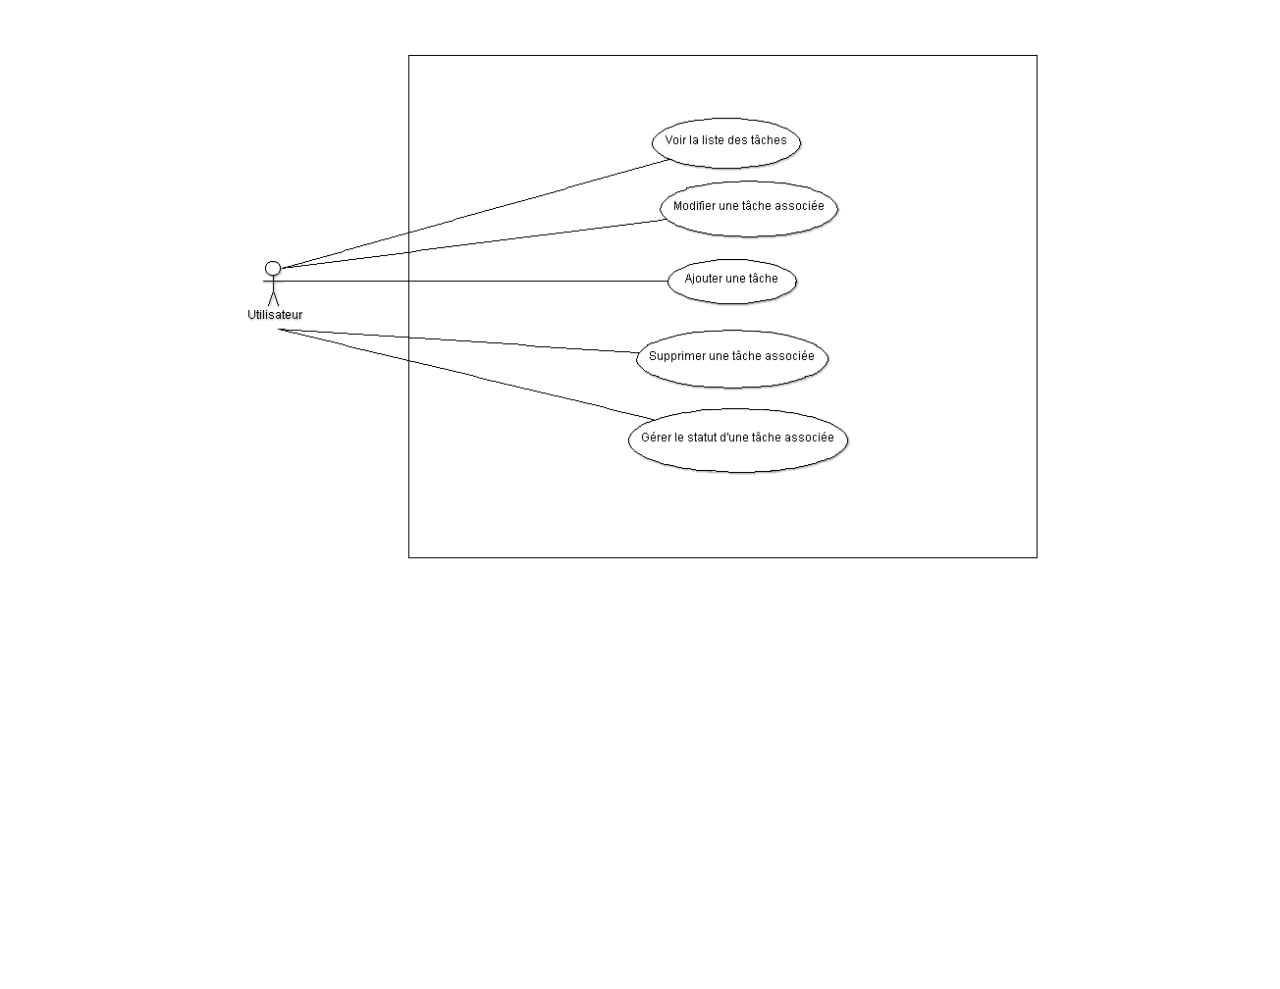 Voir la liste des tâches
Modifier une tâche associée
Ajouter une tâche
Utilisateur
Supprimer une tâche associée
Gérer le statut d'une tâche associée